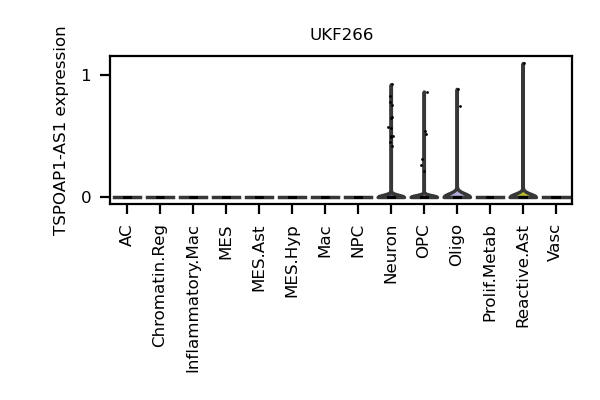 UKF266
TSPOAP1-AS1 expression
1
0
AC
Chromatin.Reg
Inflammatory.Mac
MES
MES.Ast
MES.Hyp
Mac
NPC
Neuron
OPC
Oligo
Prolif.Metab
Reactive.Ast
Vasc